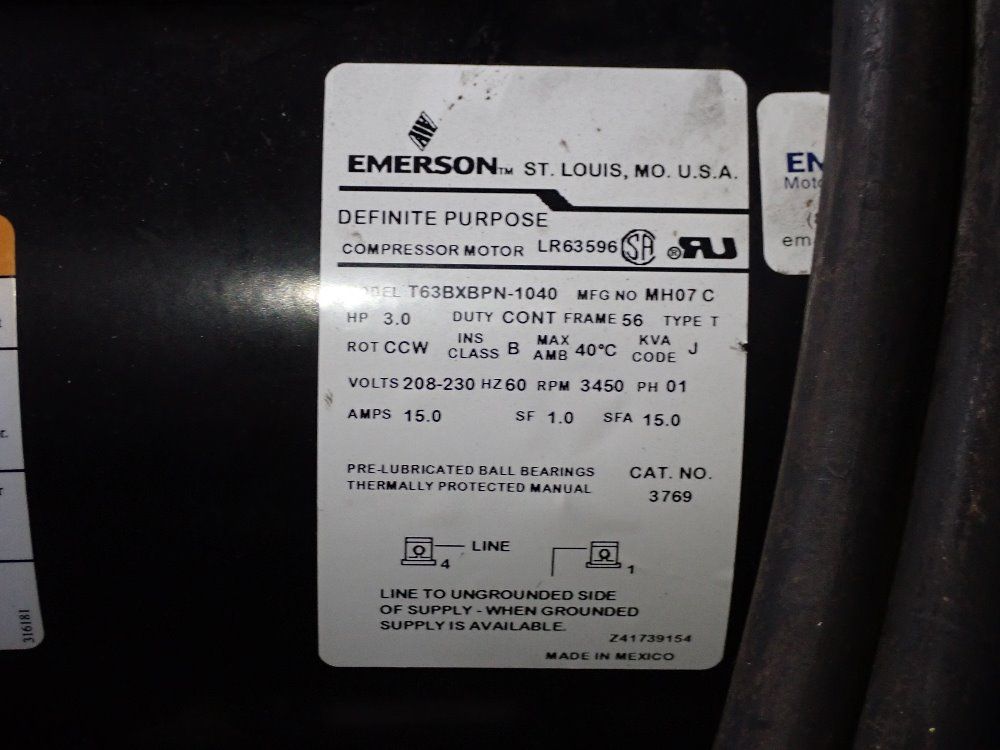 EMERSON™ ST. LOUIS, MO. U.S.A.
DEFINITE PURPOSE
COMPRESSOR MOTOR LR63596 SA ® RU
MODEL T63BXBPN-1040 MFG NO MH07 C
HP 3.0 DUTY CONT FRAME 56 TYPE T
ROT CCW INS CLASS B MAX AMB 40°C KVA CODE J
VOLTS 208-230 HZ 60 RPM 3450 PH 01
AMPS 15.0 SF 1.0 SFA 15.0
PRE-LUBRICATED BALL BEARINGS CAT. NO.
THERMALLY PROTECTED MANUAL 3769
LINE
4 1
LINE TO UNGROUNDED SIDE
OF SUPPLY - WHEN GROUNDED
SUPPLY IS AVAILABLE.
Z41739154
MADE IN MEXICO
EM
Moto
em
316181